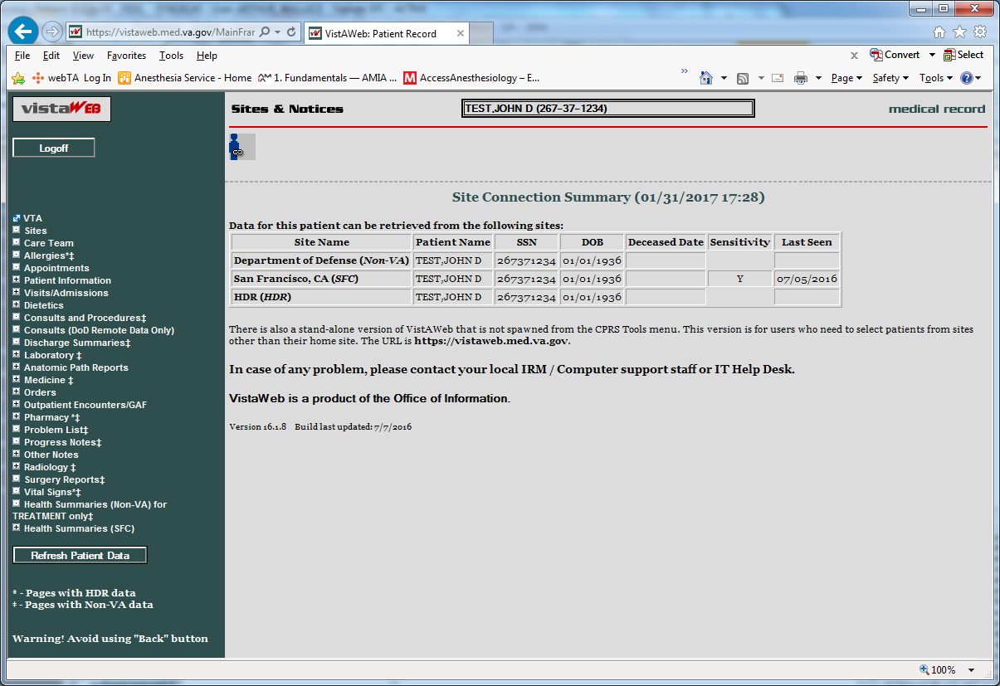 https://vistaweb.med.va.gov/MainFrar
VistAWeb: Patient Record
File Edit View Favorites Tools Help
Convert Select
webTA Log In Anesthesia Service - Home 1. Fundamentals — AMIA ... AccessAnesthesiology – E...
Page Safety Tools
vistaWEB
Sites & Notices
TEST,JOHN D (267-37-1234)
medical record
Logoff
VTA
Sites
Care Team
Allergies*‡
Appointments
Patient Information
Visits/Admissions
Dietetics
Consults and Procedures‡
Consults (DoD Remote Data Only)
Discharge Summaries‡
Laboratory ‡
Anatomic Path Reports
Medicine ‡
Orders
Outpatient Encounters/GAF
Pharmacy *‡
Problem List‡
Progress Notes‡
Other Notes
Radiology ‡
Surgery Reports‡
Vital Signs*‡
Health Summaries (Non-VA) for
TREATMENT only‡
Health Summaries (SFC)
Refresh Patient Data
* - Pages with HDR data
‡ - Pages with Non-VA data
Warning! Avoid using "Back" button
Site Connection Summary (01/31/2017 17:28)
Data for this patient can be retrieved from the following sites:
Site Name Patient Name SSN DOB Deceased Date Sensitivity Last Seen
Department of Defense (Non-VA) TEST,JOHN D 267371234 01/01/1936
San Francisco, CA (SFC) TEST,JOHN D 267371234 01/01/1936 Y 07/05/2016
HDR (HDR) TEST,JOHN D 267371234 01/01/1936
There is also a stand-alone version of VistAWeb that is not spawned from the CPRS Tools menu. This version is for users who need to select patients from sites
other than their home site. The URL is https://vistaweb.med.va.gov.
In case of any problem, please contact your local IRM / Computer support staff or IT Help Desk.
VistaWeb is a product of the Office of Information.
Version 16.1.8 Build last updated: 7/7/2016
100%